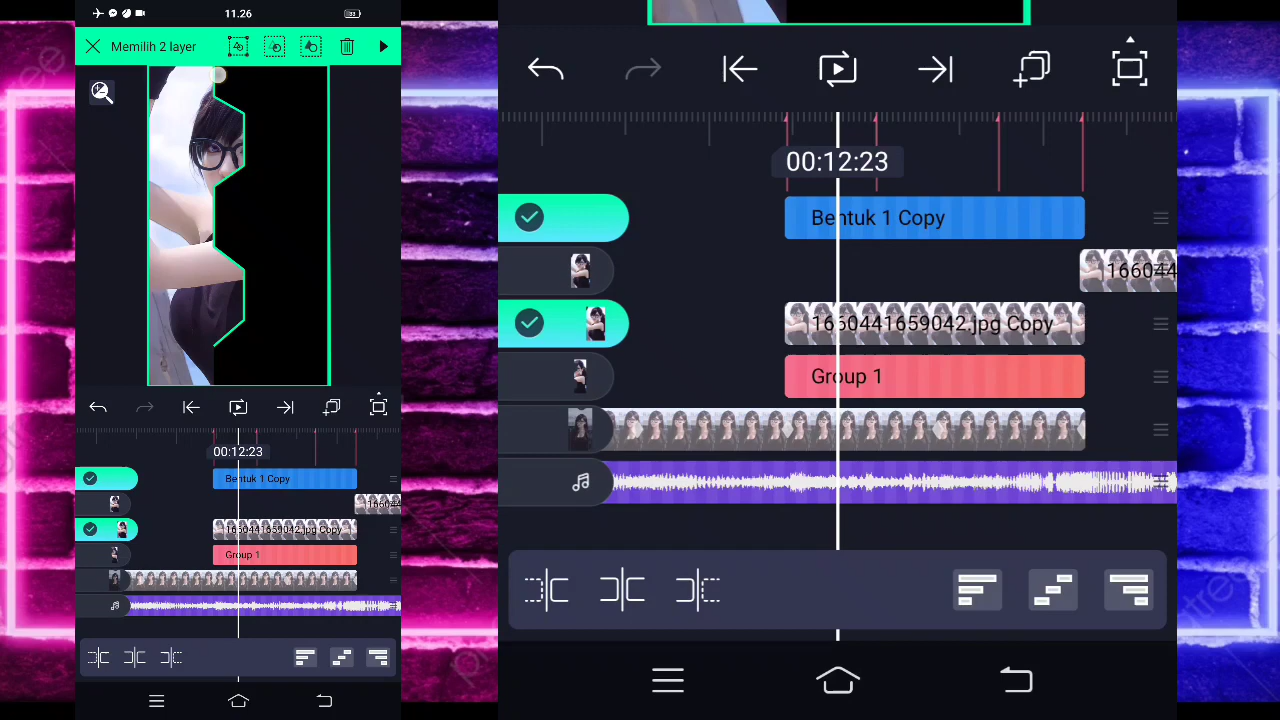 11.26
Memilih 2 layer
00:12:23
Bentuk 1 Copy
166044
1660441659042.jpg Copy
Group 1
00:12:23
Bentuk 1 Copy
166044
1660441659042.jpg Copy
Group 1